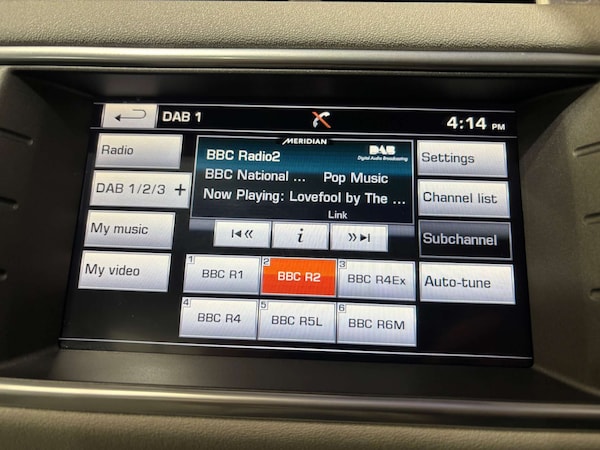 DAB 1 4:14 PM
MERIDIAN
Radio
BBC Radio2 DAB
Digital Audio Broadcasting
Settings
BBC National ... Pop Music
DAB 1/2/3 +
Now Playing: Lovefool by The ...
Channel list
Link
My music
i
Subchannel
My video
1 BBC R1
2 BBC R2
3 BBC R4Ex
Auto-tune
4 BBC R4
5 BBC R5L
6 BBC R6M